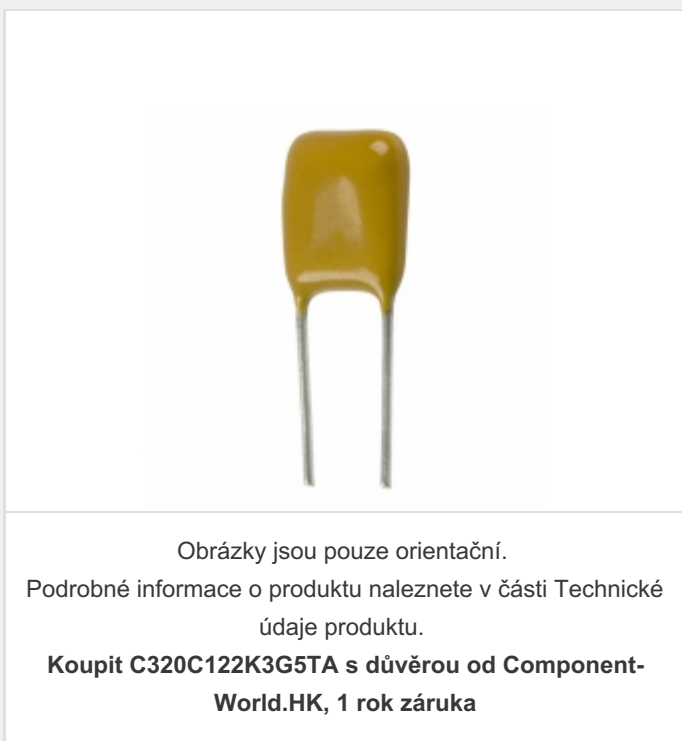 Obrázky jsou pouze orientační.
Podrobné informace o produktu naleznete v části Technické
údaje produktu.
Koupit C320C122K3G5TA s důvěrou od Component-
World.HK, 1 rok záruka